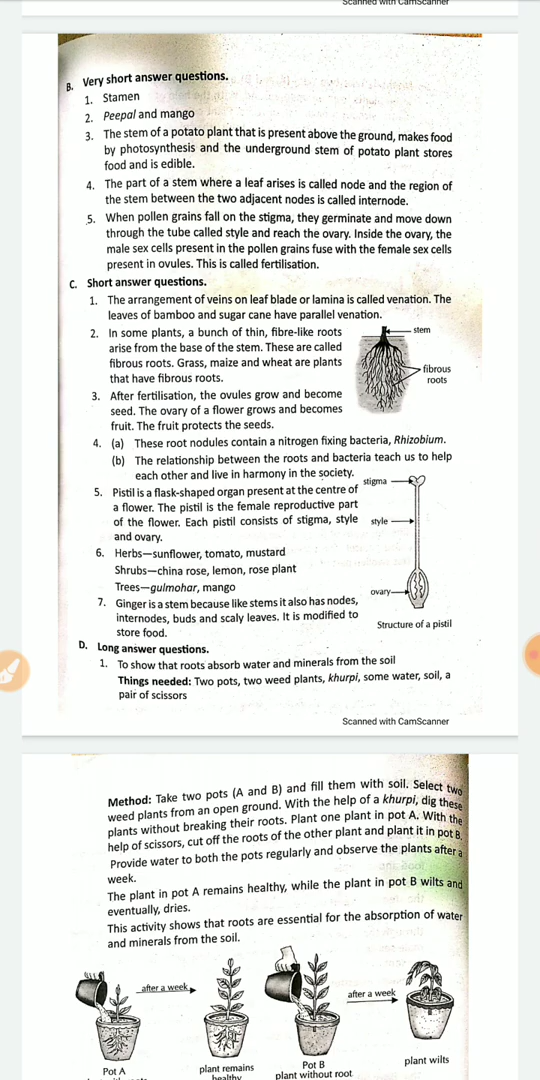 Scanned with CamScanner
B. Very short answer questions.
1. Stamen
2. Peepal and mango
3. The stem of a potato plant that is present above the ground, makes food
by photosynthesis and the underground stem of potato plant stores
food and is edible.
4. The part of a stem where a leaf arises is called node and the region of
the stem between the two adjacent nodes is called internode.
5. When pollen grains fall on the stigma, they germinate and move down
through the tube called style and reach the ovary. Inside the ovary, the
male sex cells present in the pollen grains fuse with the female sex cells
present in ovules. This is called fertilisation.
C. Short answer questions.
1. The arrangement of veins on leaf blade or lamina is called venation. The
leaves of bamboo and sugar cane have parallel venation.
2. In some plants, a bunch of thin, fibre-like roots
arise from the base of the stem. These are called
fibrous roots. Grass, maize and wheat are plants
that have fibrous roots.
stem
fibrous
roots
3. After fertilisation, the ovules grow and become
seed. The ovary of a flower grows and becomes
fruit. The fruit protects the seeds.
4. (a) These root nodules contain a nitrogen fixing bacteria, Rhizobium.
(b) The relationship between the roots and bacteria teach us to help
each other and live in harmony in the society.
5. Pistil is a flask-shaped organ present at the centre of
a flower. The pistil is the female reproductive part
of the flower. Each pistil consists of stigma, style
and ovary.
stigma
style
ovary
Structure of a pistil
6. Herbs—sunflower, tomato, mustard
Shrubs—china rose, lemon, rose plant
Trees—gulmohar, mango
7. Ginger is a stem because like stems it also has nodes,
internodes, buds and scaly leaves. It is modified to
store food.
D. Long answer questions.
1. To show that roots absorb water and minerals from the soil
Things needed: Two pots, two weed plants, khurpi, some water, soil, a
pair of scissors
Scanned with CamScanner
Method: Take two pots (A and B) and fill them with soil. Select two
weed plants from an open ground. With the help of a khurpi, dig these
plants without breaking their roots. Plant one plant in pot A. With the
help of scissors, cut off the roots of the other plant and plant it in pot B.
Provide water to both the pots regularly and observe the plants after a
week.
The plant in pot A remains healthy, while the plant in pot B wilts and
eventually, dries.
This activity shows that roots are essential for the absorption of water
and minerals from the soil.
after a week
after a week
Pot A
plant remains
healthy
Pot B
plant without root
plant wilts